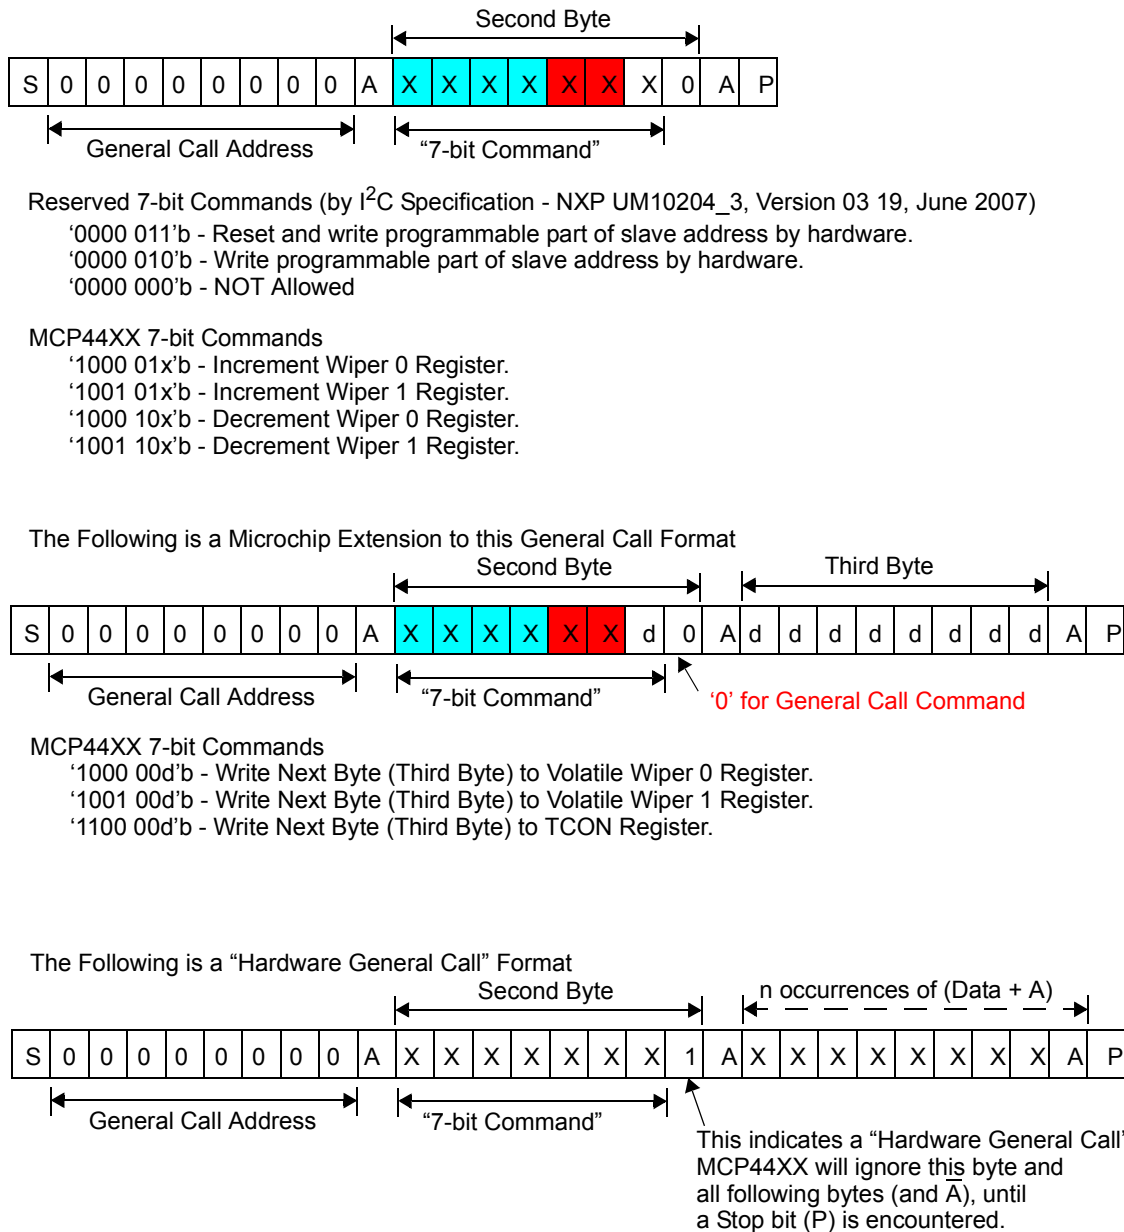 Second Byte
S 0 0 0 0 0 0 0 0 A X X X X X X X 0 A P
General Call Address “7-bit Command”
Reserved 7-bit Commands (by I2C Specification - NXP UM10204_3, Version 03 19, June 2007)
‘0000 011’b - Reset and write programmable part of slave address by hardware.
‘0000 010’b - Write programmable part of slave address by hardware.
‘0000 000’b - NOT Allowed
MCP44XX 7-bit Commands
‘1000 01x’b - Increment Wiper 0 Register.
‘1001 01x’b - Increment Wiper 1 Register.
‘1000 10x’b - Decrement Wiper 0 Register.
‘1001 10x’b - Decrement Wiper 1 Register.
The Following is a Microchip Extension to this General Call Format
Second Byte Third Byte
S 0 0 0 0 0 0 0 0 A X X X X X X d 0 A d d d d d d d d A P
General Call Address “7-bit Command” ‘0’ for General Call Command
MCP44XX 7-bit Commands
‘1000 00d’b - Write Next Byte (Third Byte) to Volatile Wiper 0 Register.
‘1001 00d’b - Write Next Byte (Third Byte) to Volatile Wiper 1 Register.
‘1100 00d’b - Write Next Byte (Third Byte) to TCON Register.
The Following is a “Hardware General Call” Format
Second Byte n occurrences of (Data + A)
S 0 0 0 0 0 0 0 0 A X X X X X X X 1 A X X X X X X X X A P
General Call Address “7-bit Command”
This indicates a “Hardware General Call”
MCP44XX will ignore this byte and
all following bytes (and A̅), until
a Stop bit (P) is encountered.